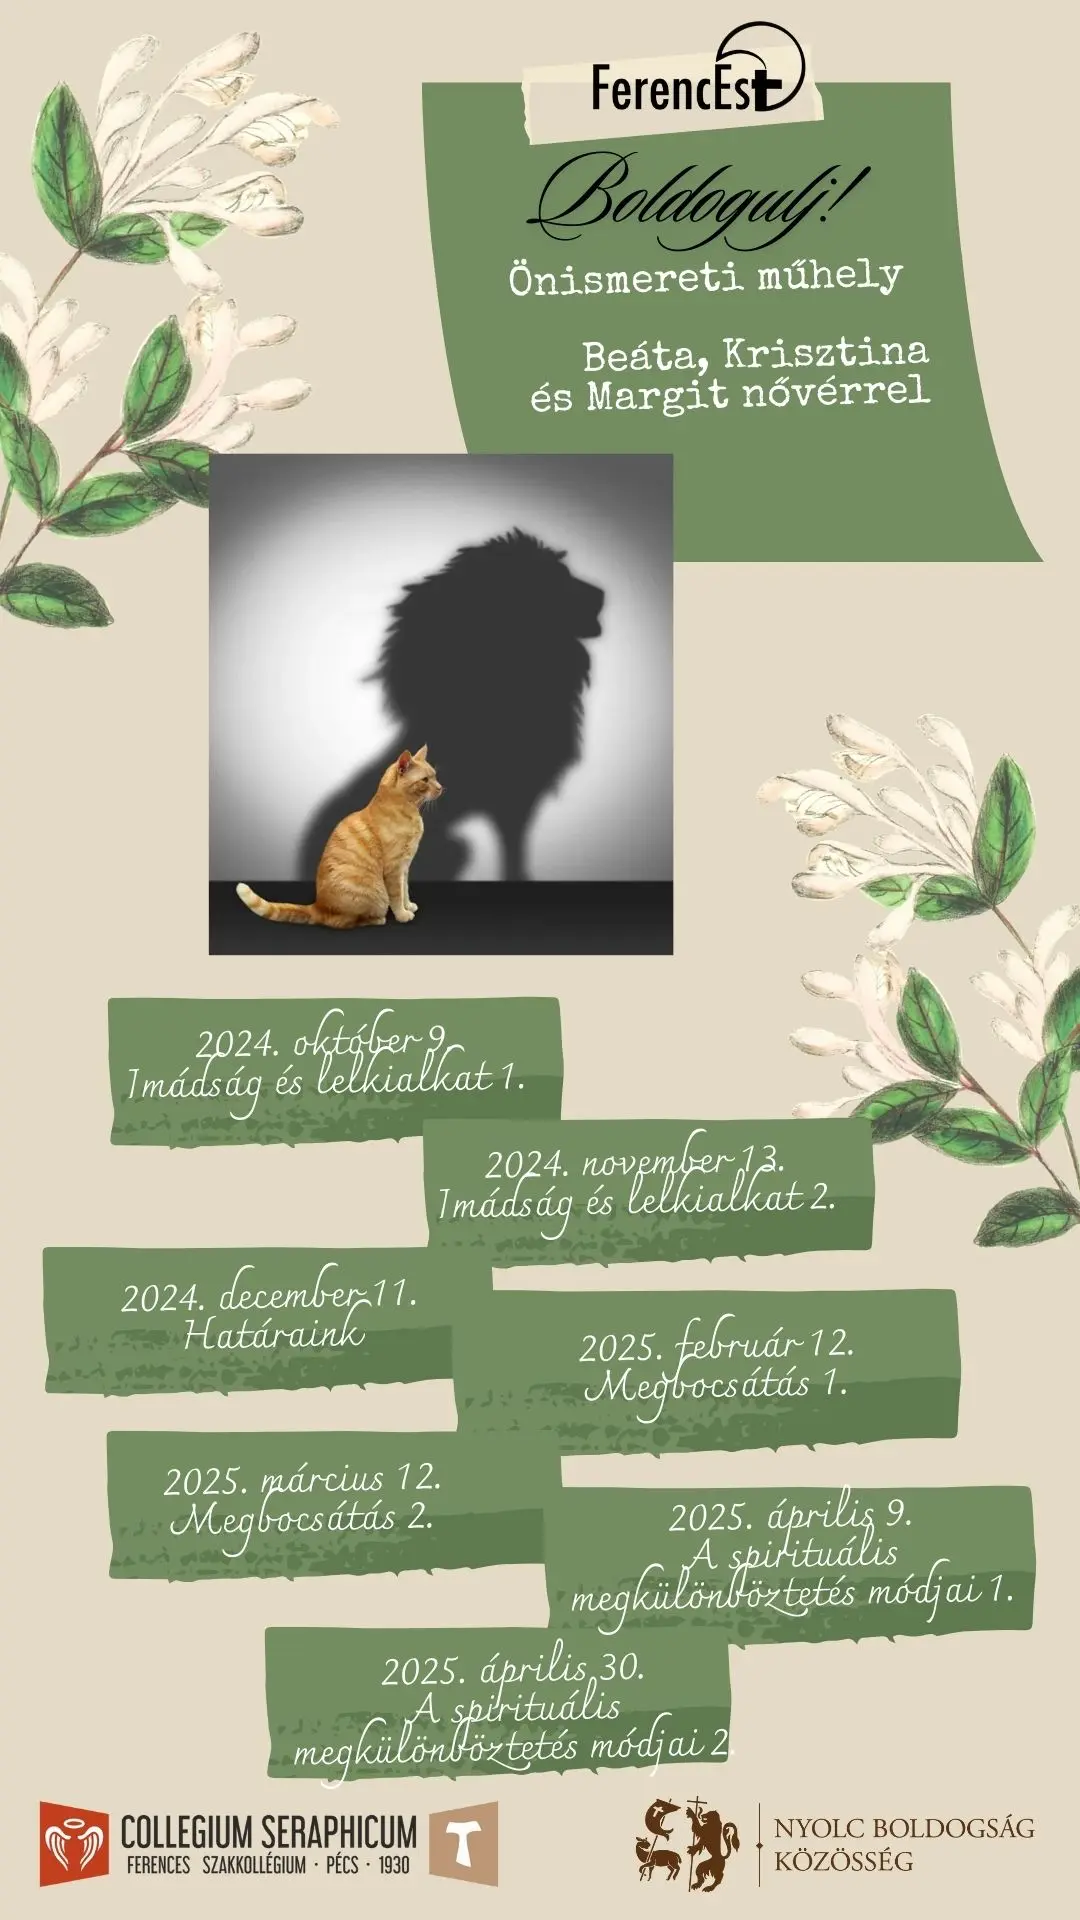 FerencEst
Boldogulj!
Önismereti műhely
Beáta, Krisztina
és Margit nővérrel
2024. október 9.
Imádság és lelkialkat 1.
2024. november 13.
Imádság és lelkialkat 2.
2024. december 11.
Határaink
2025. február 12.
Megbocsátás 1.
2025. március 12.
Megbocsátás 2.
2025. április 9.
A spirituális
megkülönböztetés módjai 1.
2025. április 30.
A spirituális
megkülönböztetés módjai 2.
COLLEGIUM SERAPHICUM
FERENCES SZAKKOLLÉGIUM · PÉCS · 1930
NYOLC BOLDOGSÁG
KÖZÖSSÉG